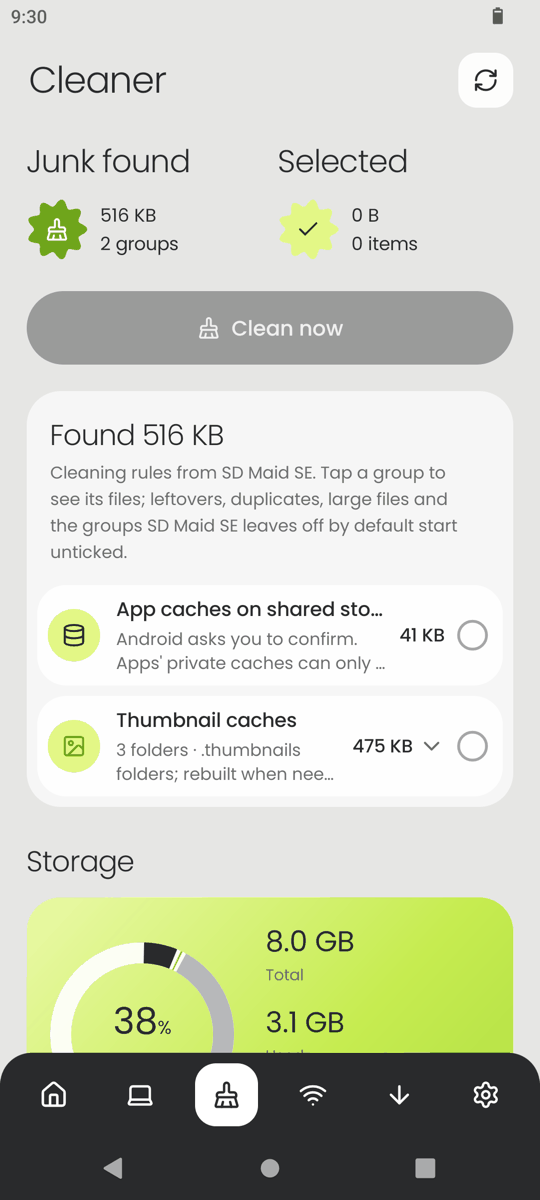 9:30
Cleaner
Junk found
Selected
516 KB
2 groups
0 B
0 items
Clean now
Found 516 KB
Cleaning rules from SD Maid SE. Tap a group to
see its files; leftovers, duplicates, large files and
the groups SD Maid SE leaves off by default start
unticked.
App caches on shared sto...
Android asks you to confirm.
Apps' private caches can only ...
41 KB
Thumbnail caches
3 folders · .thumbnails
folders; rebuilt when nee...
475 KB
Storage
8.0 GB
Total
38%
3.1 GB